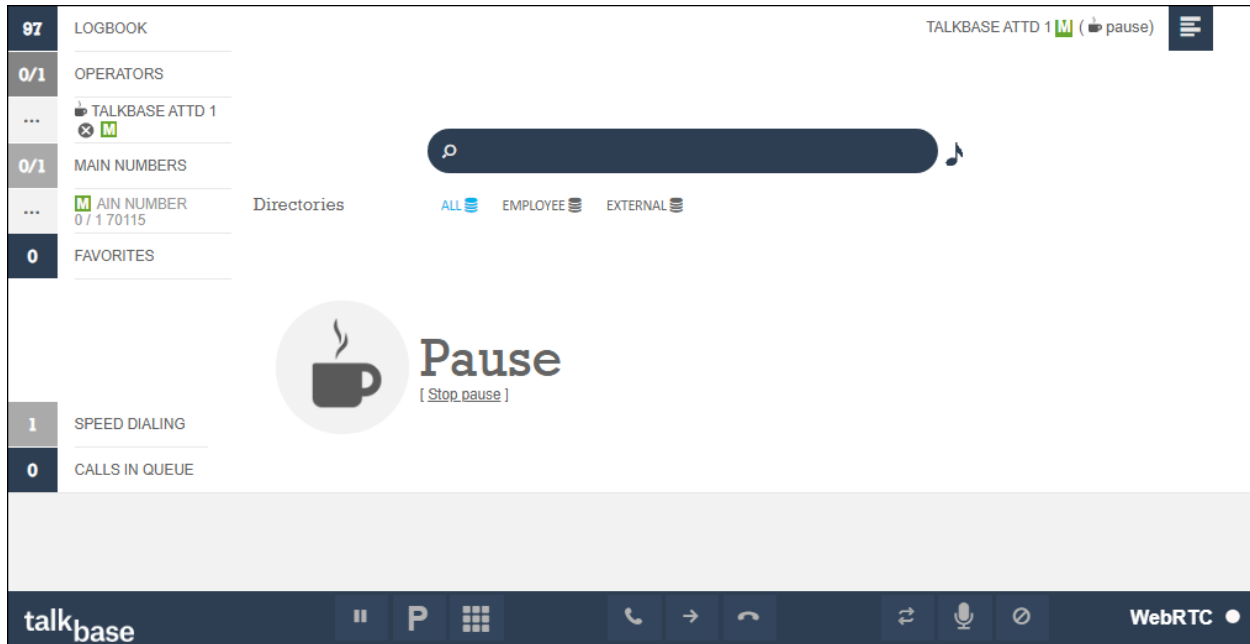 97 LOGBOOK
TALKBASE ATTD 1 M ( pause)
0/1 OPERATORS
... TALKBASE ATTD 1
M
0/1 MAIN NUMBERS
... M AIN NUMBER
0 / 1 70115
Directories ALL EMPLOYEE EXTERNAL
0 FAVORITES
Pause
[ Stop pause ]
1 SPEED DIALING
0 CALLS IN QUEUE
talkbase P WebRTC